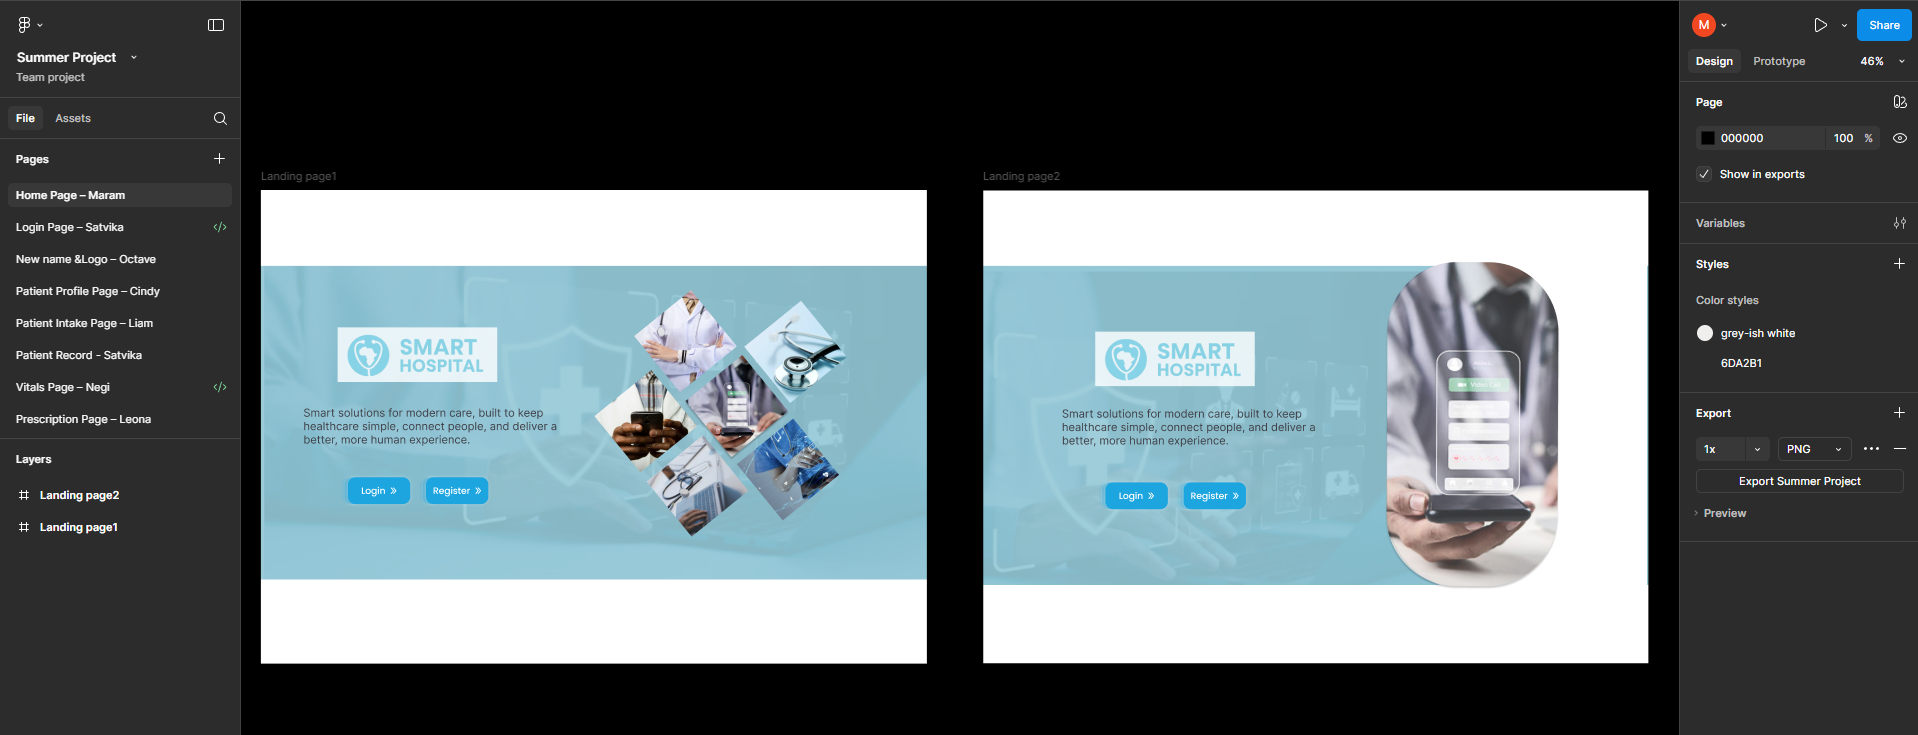 Summer Project
Team project
File
Assets
Pages
Home Page – Maram
Login Page – Satvika
New name &Logo – Octave
Patient Profile Page – Cindy
Patient Intake Page – Liam
Patient Record - Satvika
Vitals Page – Negi
Prescription Page – Leona
Layers
Landing page2
Landing page1
Landing page1
SMART
HOSPITAL
Smart solutions for modern care, built to keep
healthcare simple, connect people, and deliver a
better, more human experience.
Login »
Register »
Landing page2
SMART
HOSPITAL
Smart solutions for modern care, built to keep
healthcare simple, connect people, and deliver a
better, more human experience.
Login »
Register »
Video Call
M
Share
Design
Prototype
46%
Page
000000
100 %
Show in exports
Variables
Styles
Color styles
grey-ish white
6DA2B1
Export
1x
PNG
Export Summer Project
Preview